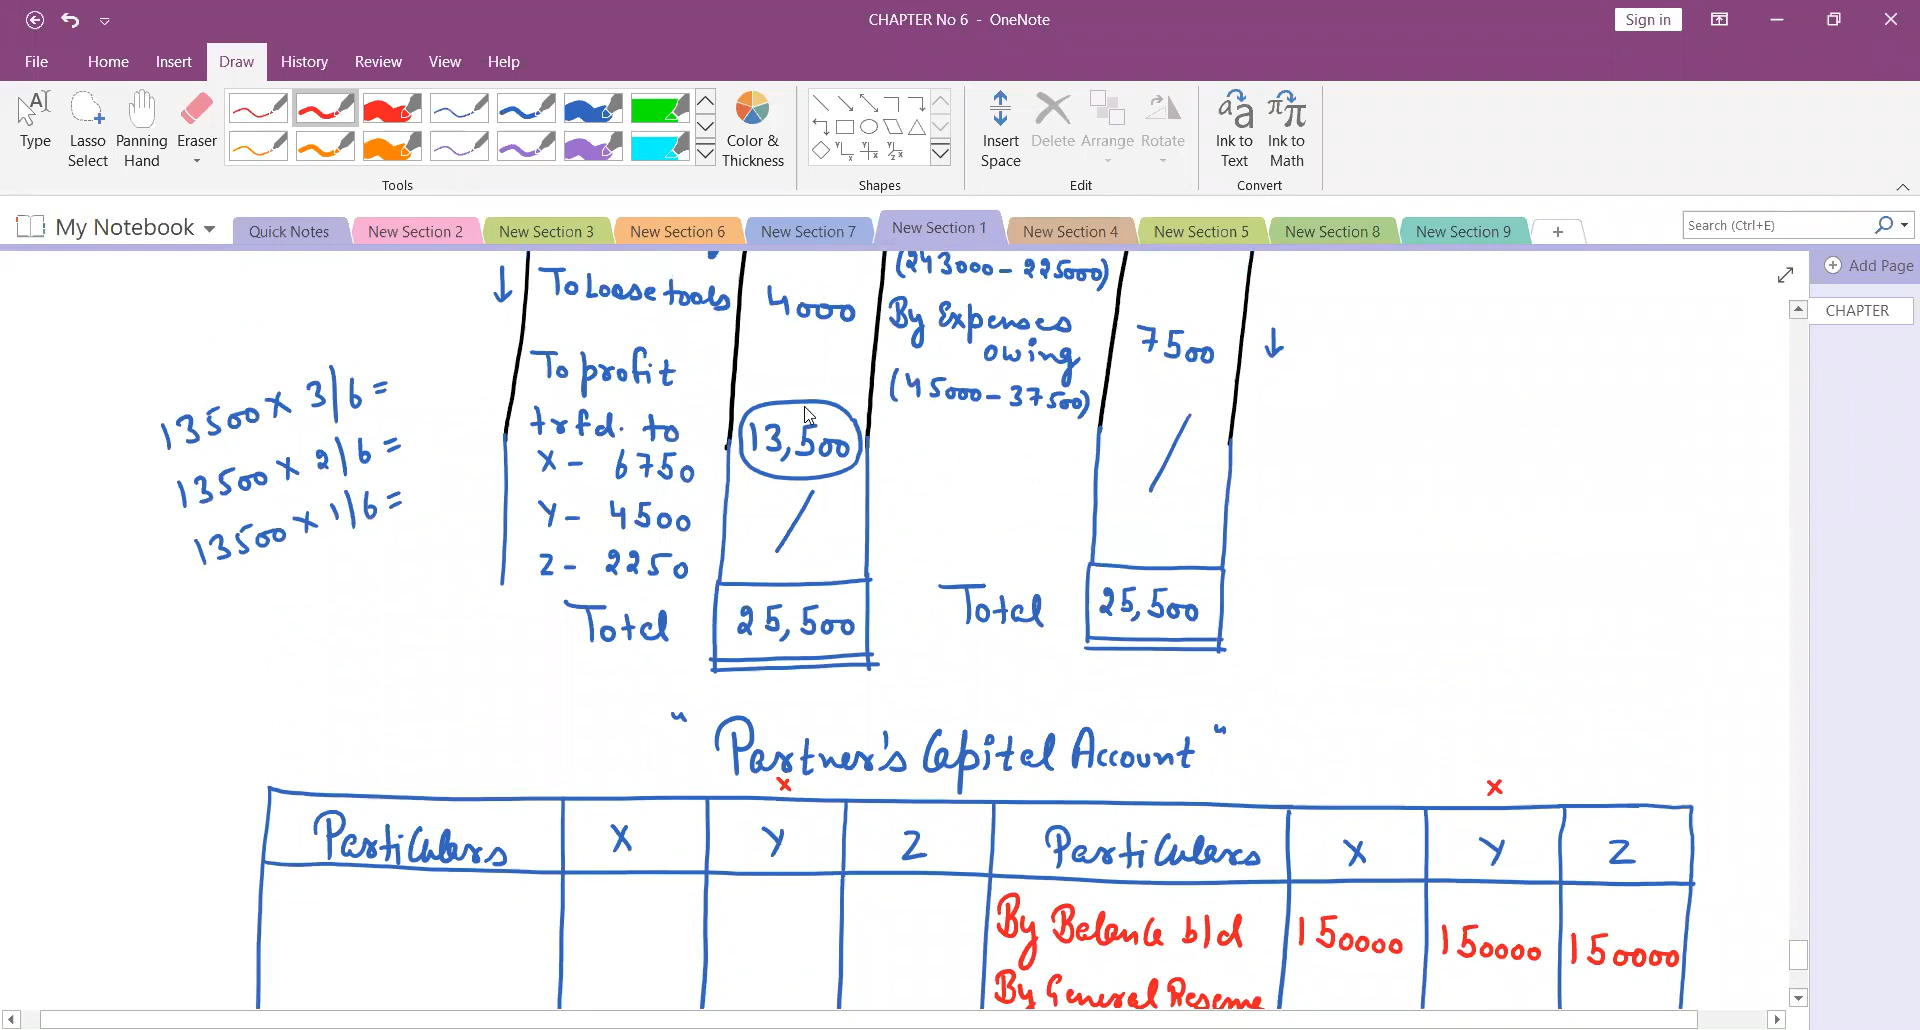 CHAPTER No 6 - OneNote
Sign in
File Home Insert Draw History Review View Help
Type
Lasso Select
Panning Hand
Eraser
Color & Thickness
Insert Space
Delete
Arrange
Rotate
Ink to Text
Ink to Math
Tools Shapes Edit Convert
My Notebook
Quick Notes New Section 2 New Section 3 New Section 6 New Section 7 New Section 1 New Section 4 New Section 5 New Section 8 New Section 9 +
Search (Ctrl+E)
Add Page
CHAPTER
(243000 - 225000)
↓ To Loose tools 4000
By Expenses owing 7500 ↓
(45000 - 37500)
To profit
trfd. to 13,500
X - 6750
Y - 4500
Z - 2250
13500 x 3|6 =
13500 x 2|6 =
13500 x 1|6 =
Total 25,500 Total 25,500
" Partner's Capital Account "
x x
Particulars X Y Z Particulars X Y Z
By Balance b/d 150000 150000 150000
By General Reserve